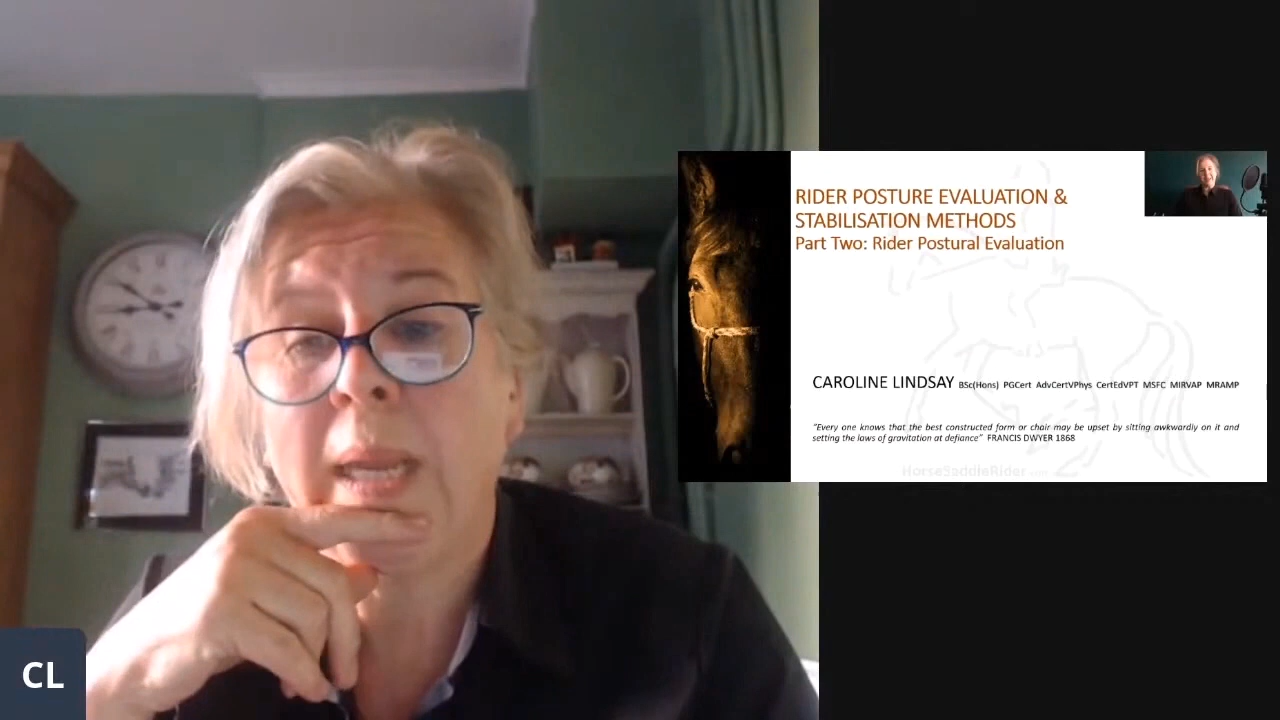 RIDER POSTURE EVALUATION &
STABILISATION METHODS
Part Two: Rider Postural Evaluation
CAROLINE LINDSAY BSc(Hons) PGCert AdvCertVPhys CertEdVPT MSFC MIRVAP MRAMP
"Every one knows that the best constructed form or chair may be upset by sitting awkwardly on it and
setting the laws of gravitation at defiance" FRANCIS DWYER 1868
HorseSaddleRider
CL